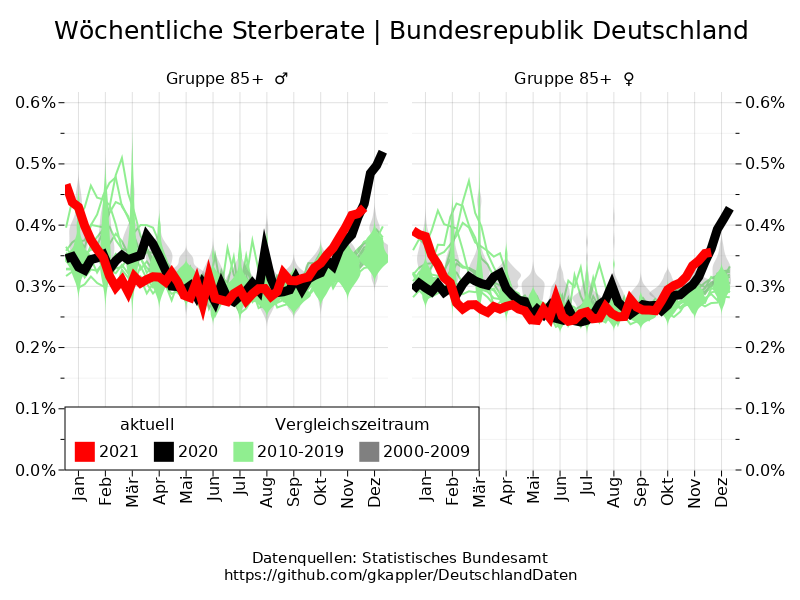 Wöchentliche Sterberate | Bundesrepublik Deutschland
Gruppe 85+ ♂
Gruppe 85+ ♀
0.6%
0.5%
0.4%
0.3%
0.2%
0.1%
0.0%
0.6%
0.5%
0.4%
0.3%
0.2%
0.1%
0.0%
aktuell
Vergleichszeitraum
2021
2020
2010-2019
2000-2009
Jan
Feb
Mär
Apr
Mai
Jun
Jul
Aug
Sep
Okt
Nov
Dez
Jan
Feb
Mär
Apr
Mai
Jun
Jul
Aug
Sep
Okt
Nov
Dez
Datenquellen: Statistisches Bundesamt
https://github.com/gkappler/DeutschlandDaten